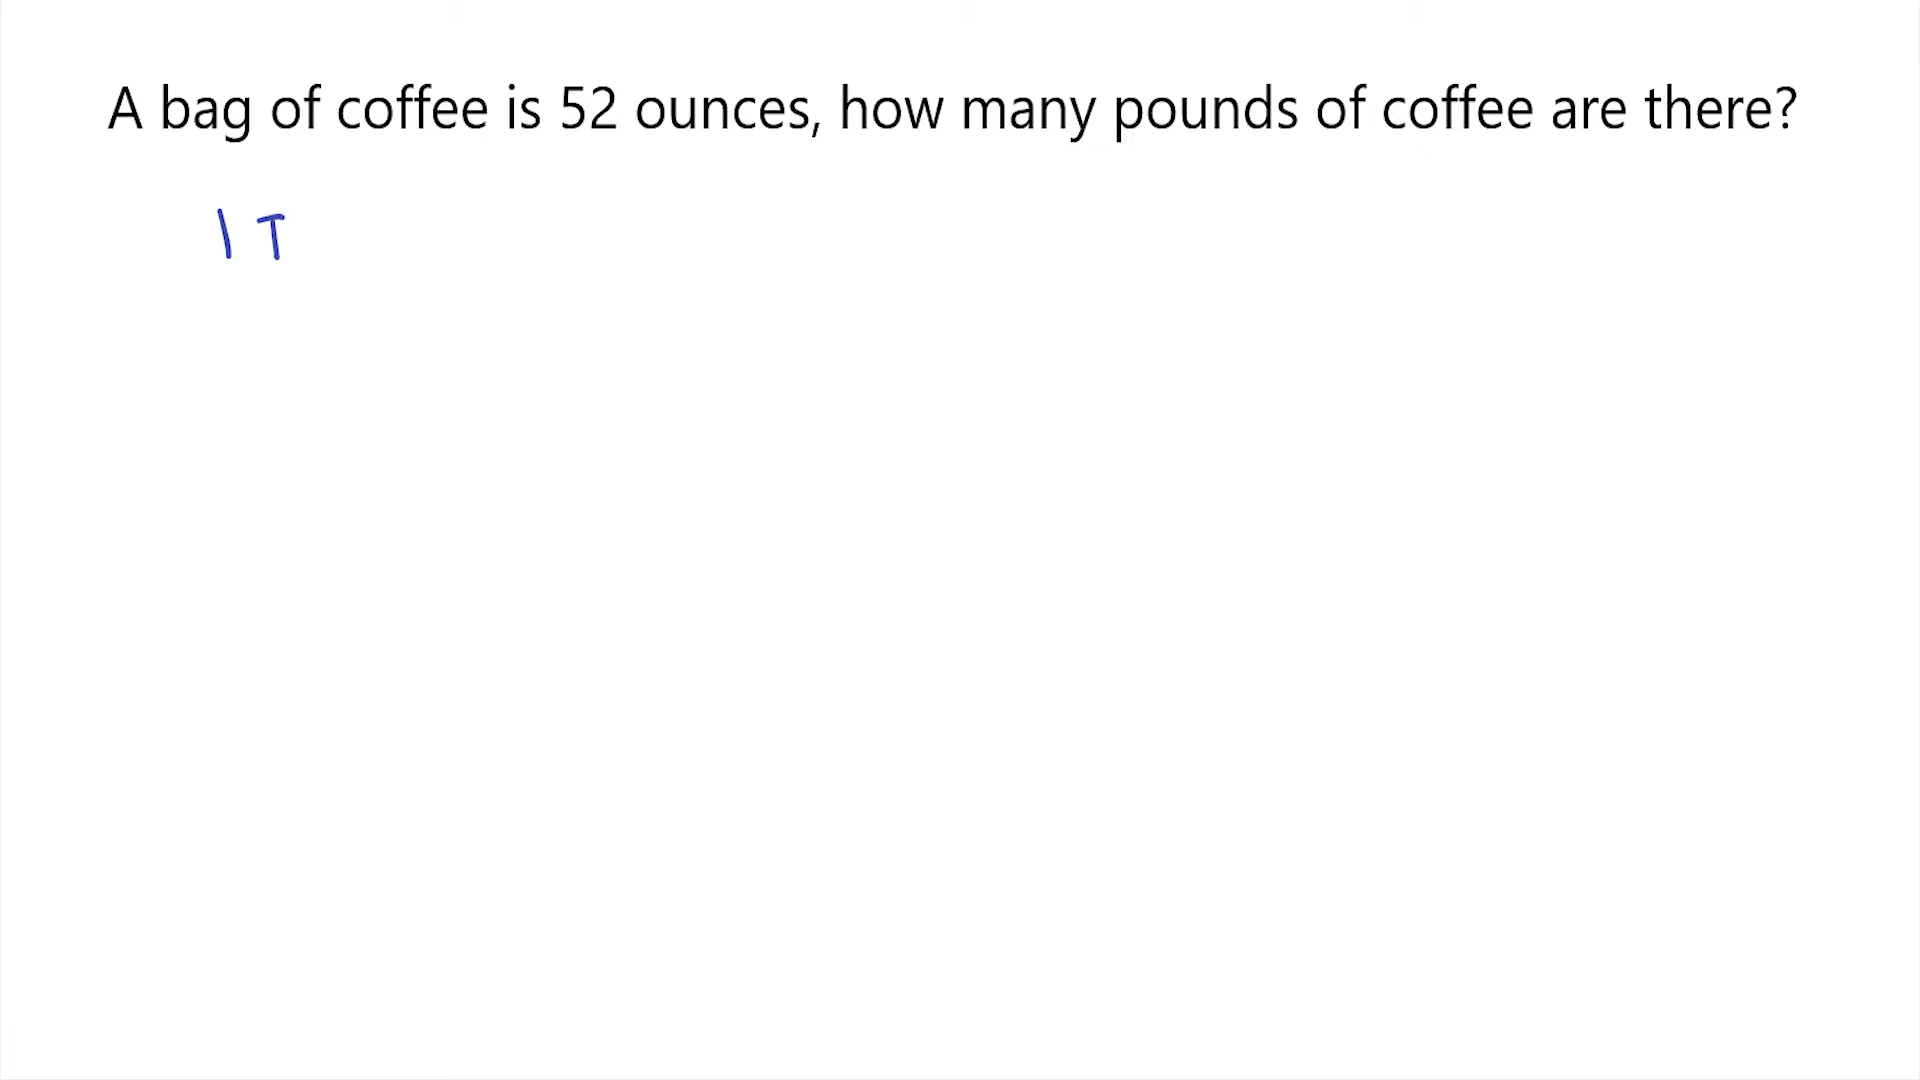 A bag of coffee is 52 ounces, how many pounds of coffee are there?
1 T